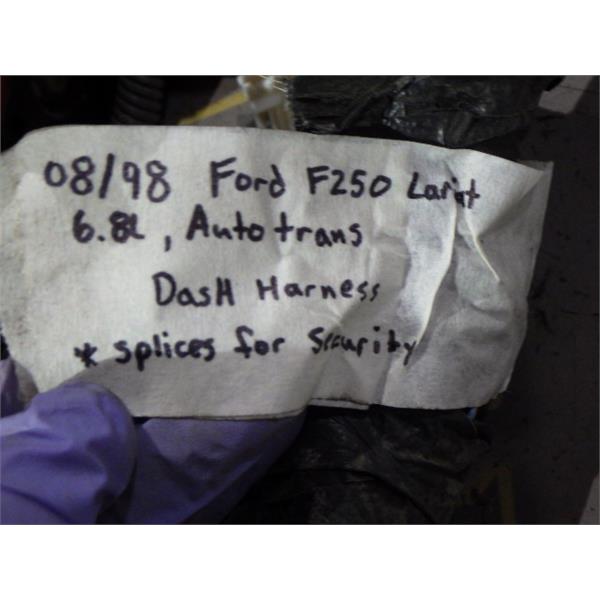 08/98 Ford F250 Lariat
6.8L, Auto trans
DasH Harness
* splices for Security